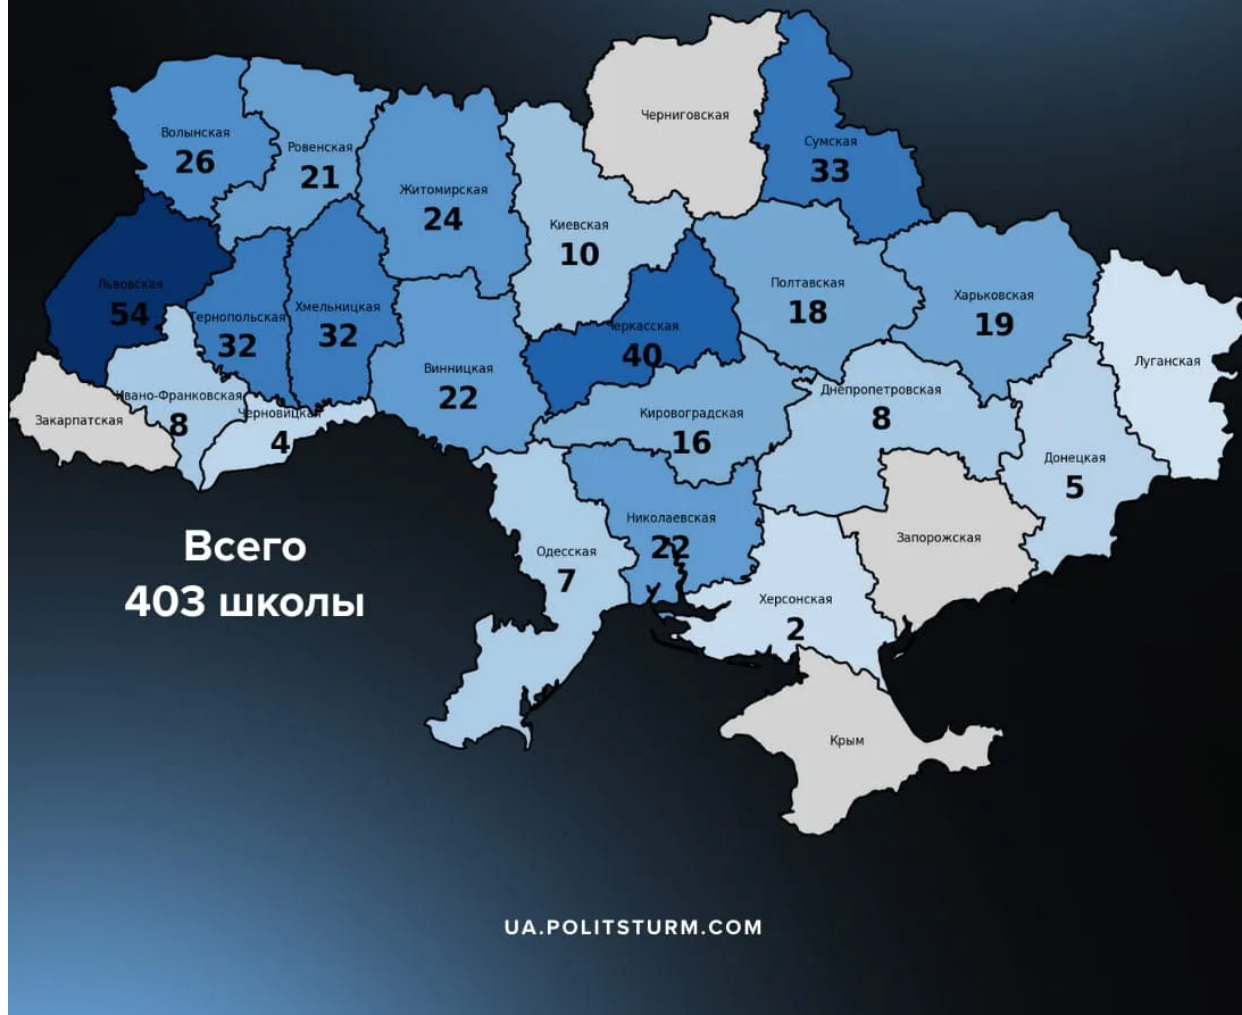 Черниговская
Волынская
26
Ровенская
21
Сумская
33
Житомирская
24
Киевская
10
Львовская
54
Тернопольская
32
Хмельницкая
32
Черкасская
40
Полтавская
18
Харьковская
19
Луганская
Винницкая
22
Закарпатская
Ивано-Франковская
8
Черновицкая
4
Кировоградская
16
Днепропетровская
8
Донецкая
5
Николаевская
22
Запорожская
Одесская
7
Херсонская
2
Крым
Всего
403 школы
UA.POLITSTURM.COM